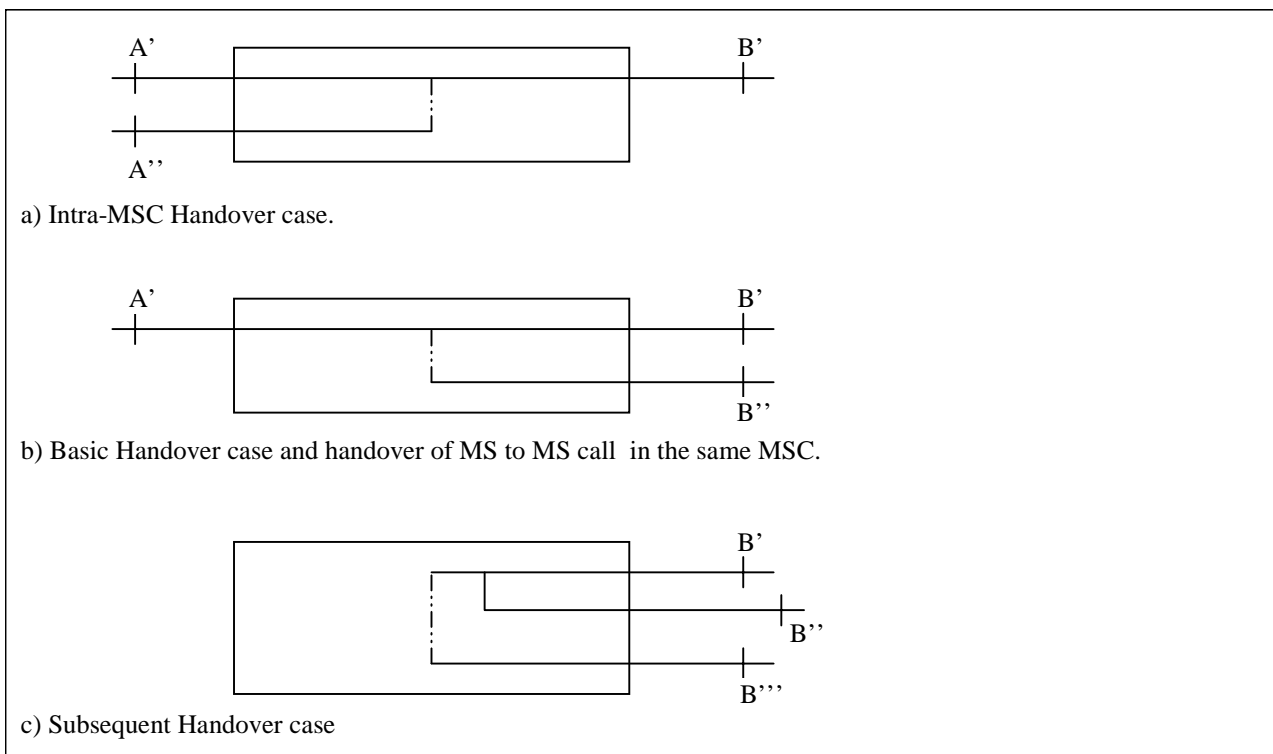 A’ B’
A’’
a) Intra-MSC Handover case.
A’ B’
B’’
b) Basic Handover case and handover of MS to MS call  in the same MSC.
B’
B’’
B’’’
c) Subsequent Handover case